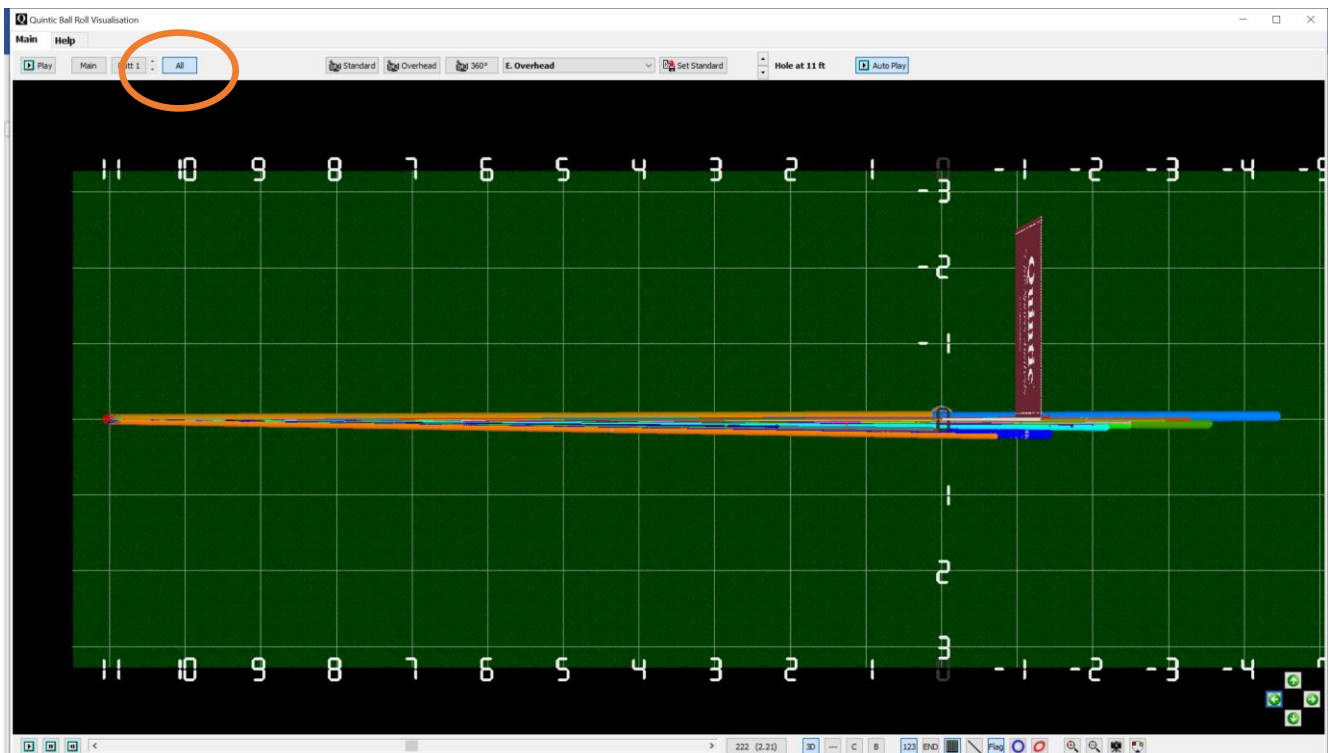 Quintic Ball Roll Visualisation
Main Help
Play Main Putt 1 All Standard Overhead 360° E. Overhead Set Standard Hole at 11 ft Auto Play
11 10 9 8 7 6 5 4 3 2 1 0 -1 -2 -3 -4
-3
-2
Quintic
-1
1
2
3
11 10 9 8 7 6 5 4 3 2 1 0 -1 -2 -3 -4
222 (2.21) 3D --- C B 123 END Flag